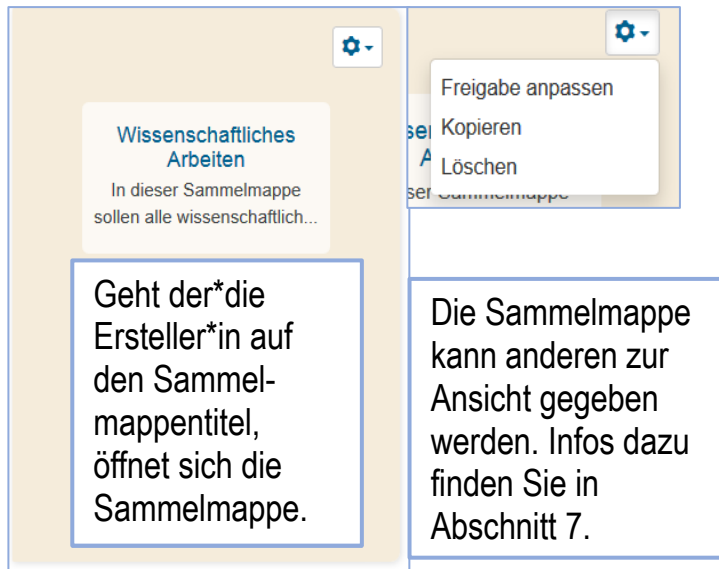 Wissenschaftliches
Arbeiten
In dieser Sammelmappe
sollen alle wissenschaftlich...
Geht der*die
Ersteller*in auf
den Sammel-
mappentitel,
öffnet sich die
Sammelmappe.
Freigabe anpassen
Kopieren
Löschen
Die Sammelmappe
kann anderen zur
Ansicht gegeben
werden. Infos dazu
finden Sie in
Abschnitt 7.